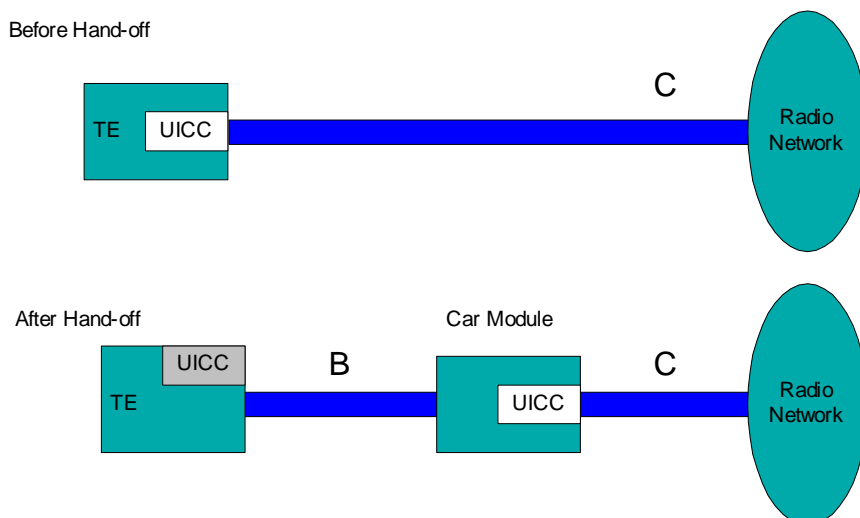 Before Hand-off
C
TE
UICC
Radio
Network
After Hand-off
Car Module
UICC
B
C
TE
UICC
Radio
Network